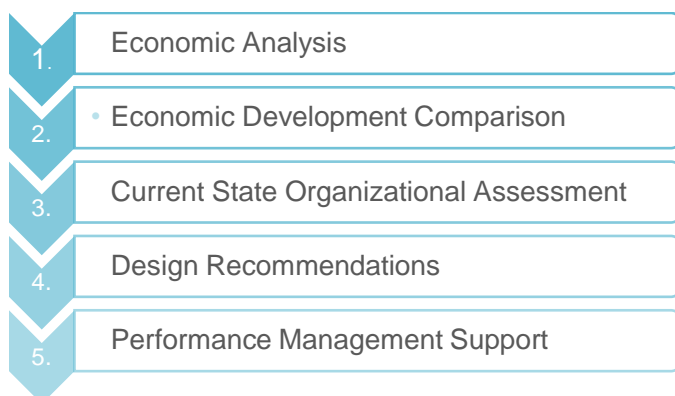 1. Economic Analysis
2. • Economic Development Comparison
3. Current State Organizational Assessment
4. Design Recommendations
5. Performance Management Support